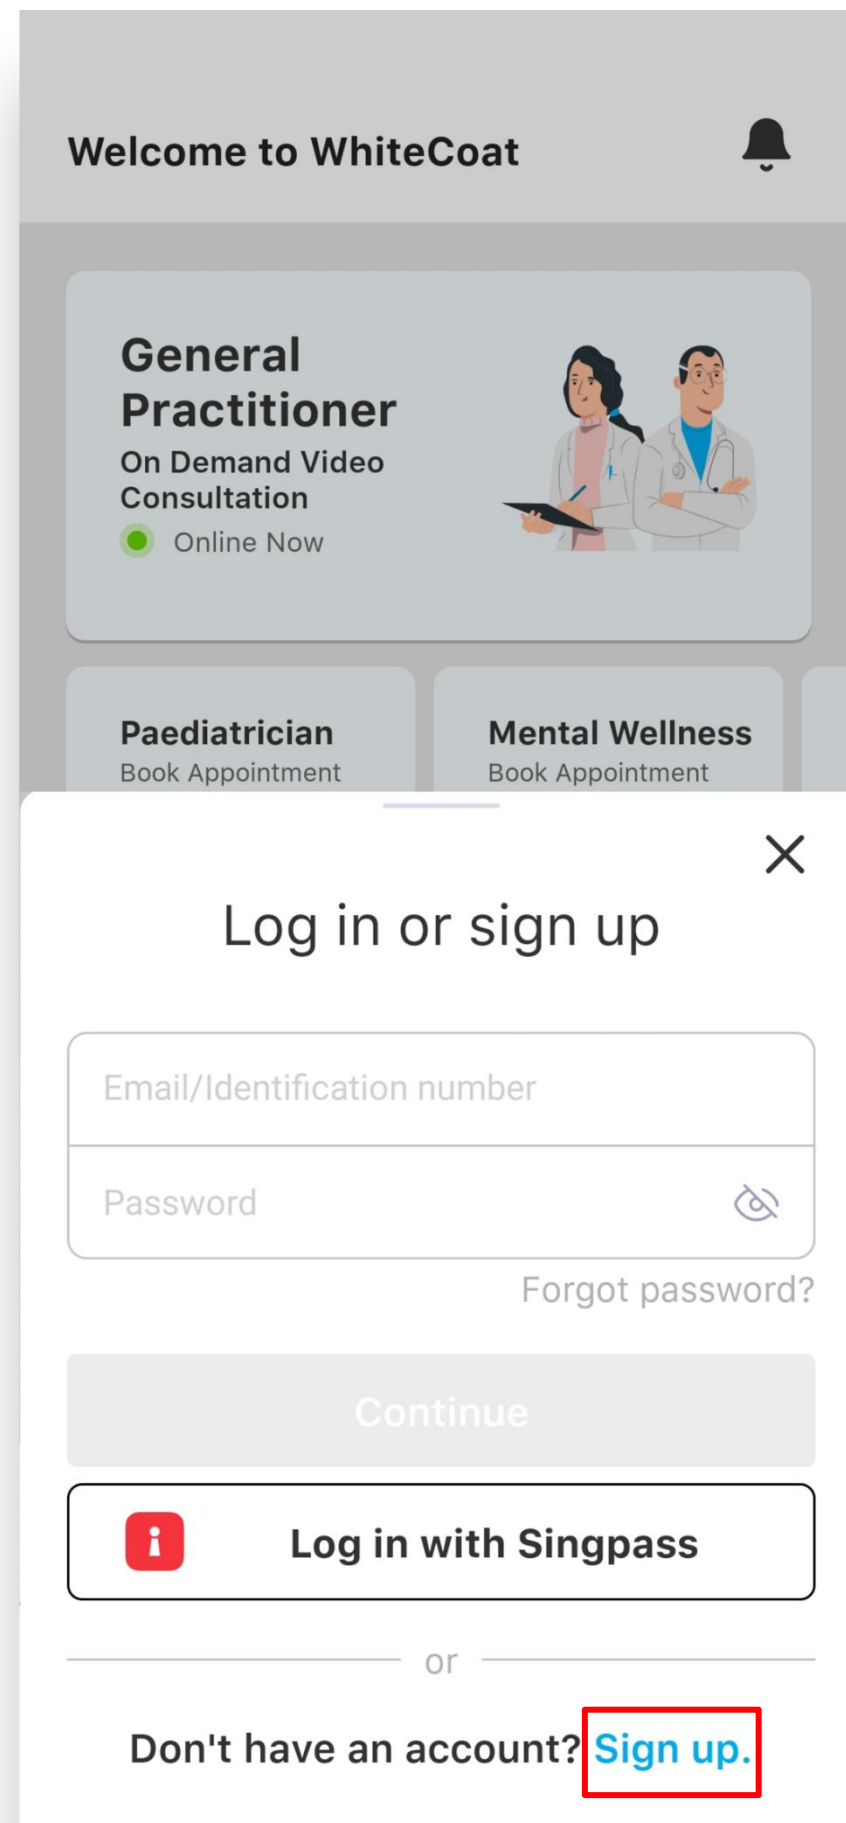 Welcome to WhiteCoat
General
Practitioner
On Demand Video
Consultation
Online Now
Paediatrician
Book Appointment
Mental Wellness
Book Appointment
Log in or sign up
Email/Identification number
Password
Forgot password?
Continue
Log in with Singpass
or
Don't have an account? Sign up.